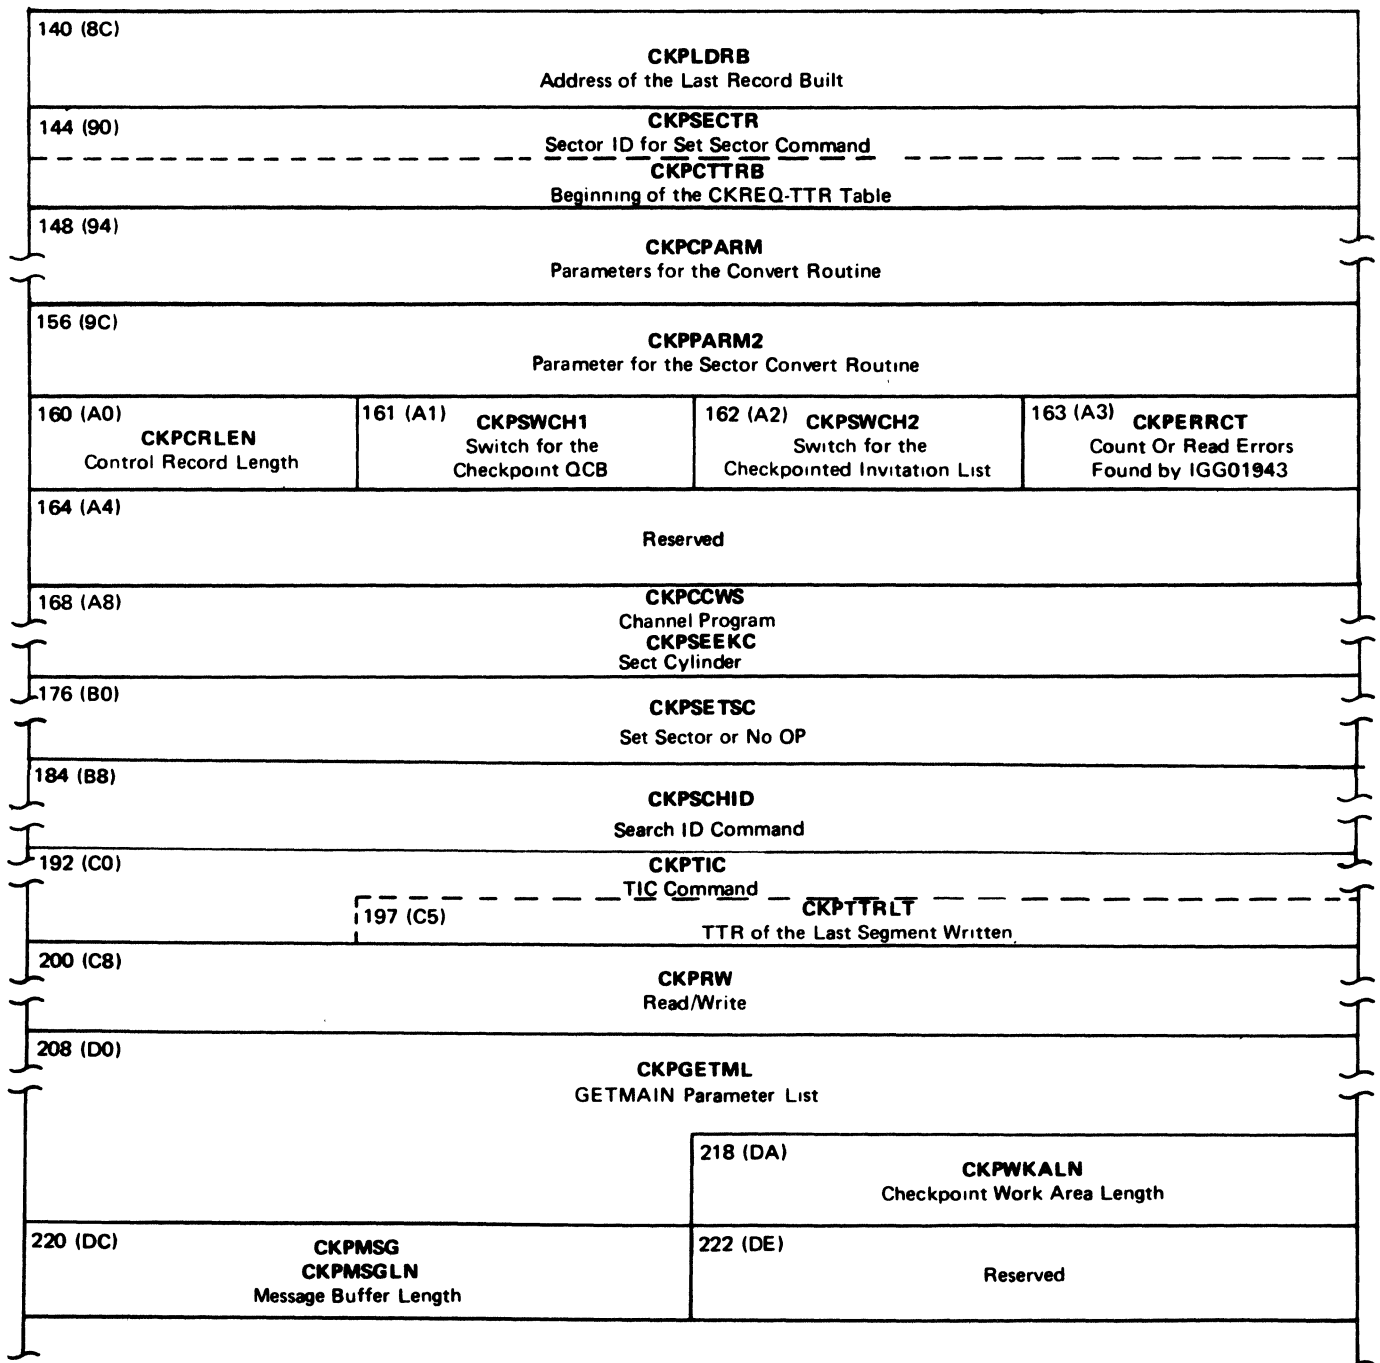 140 (8C)
CKPLDRB
Address of the Last Record Built
144 (90)
CKPSECTR
Sector ID for Set Sector Command
CKPCTTRB
Beginning of the CKREQ-TTR Table
148 (94)
CKPCPARM
Parameters for the Convert Routine
156 (9C)
CKPPARM2
Parameter for the Sector Convert Routine
160 (A0)
CKPCRLEN
Control Record Length
161 (A1)
CKPSWCH1
Switch for the
Checkpoint QCB
162 (A2)
CKPSWCH2
Switch for the
Checkpointed Invitation List
163 (A3)
CKPERRCT
Count Or Read Errors
Found by IGG01943
164 (A4)
Reserved
168 (A8)
CKPCCWS
Channel Program
CKPSEEKC
Sect Cylinder
176 (B0)
CKPSETSC
Set Sector or No OP
184 (B8)
CKPSCHID
Search ID Command
192 (C0)
CKPTIC
TIC Command
197 (C5)
CKPTTRLT
TTR of the Last Segment Written
200 (C8)
CKPRW
Read/Write
208 (D0)
CKPGETML
GETMAIN Parameter List
218 (DA)
CKPWKALN
Checkpoint Work Area Length
220 (DC)
CKPMSG
CKPMSGLN
Message Buffer Length
222 (DE)
Reserved